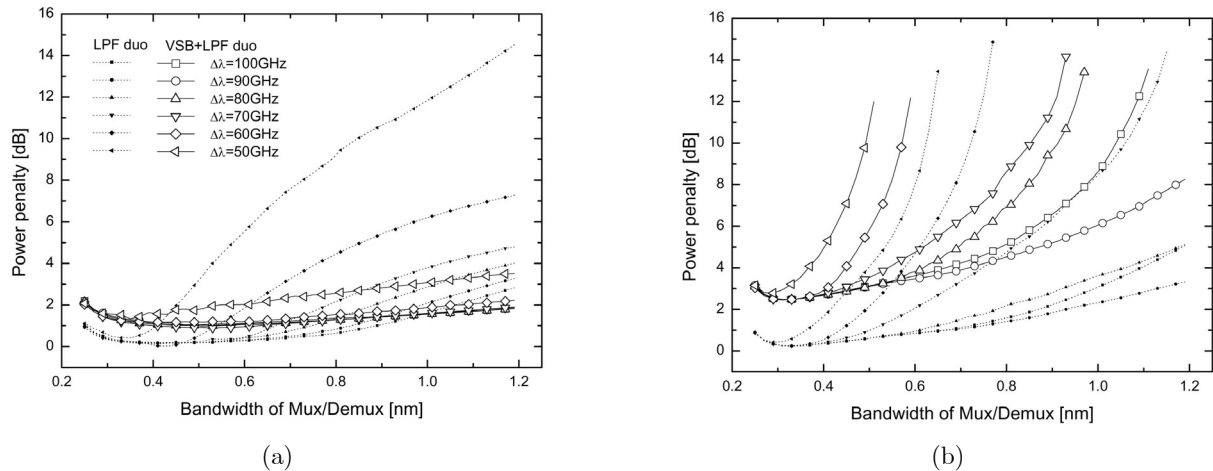 16
14
12
10
8
6
4
2
0
Power penalty [dB]
LPF duo VSB+LPF duo
Δλ=100GHz
Δλ=90GHz
Δλ=80GHz
Δλ=70GHz
Δλ=60GHz
Δλ=50GHz
0.2 0.4 0.6 0.8 1.0 1.2
Bandwidth of Mux/Demux [nm]
(a)
16
14
12
10
8
6
4
2
0
Power penalty [dB]
0.2 0.4 0.6 0.8 1.0 1.2
Bandwidth of Mux/Demux [nm]
(b)